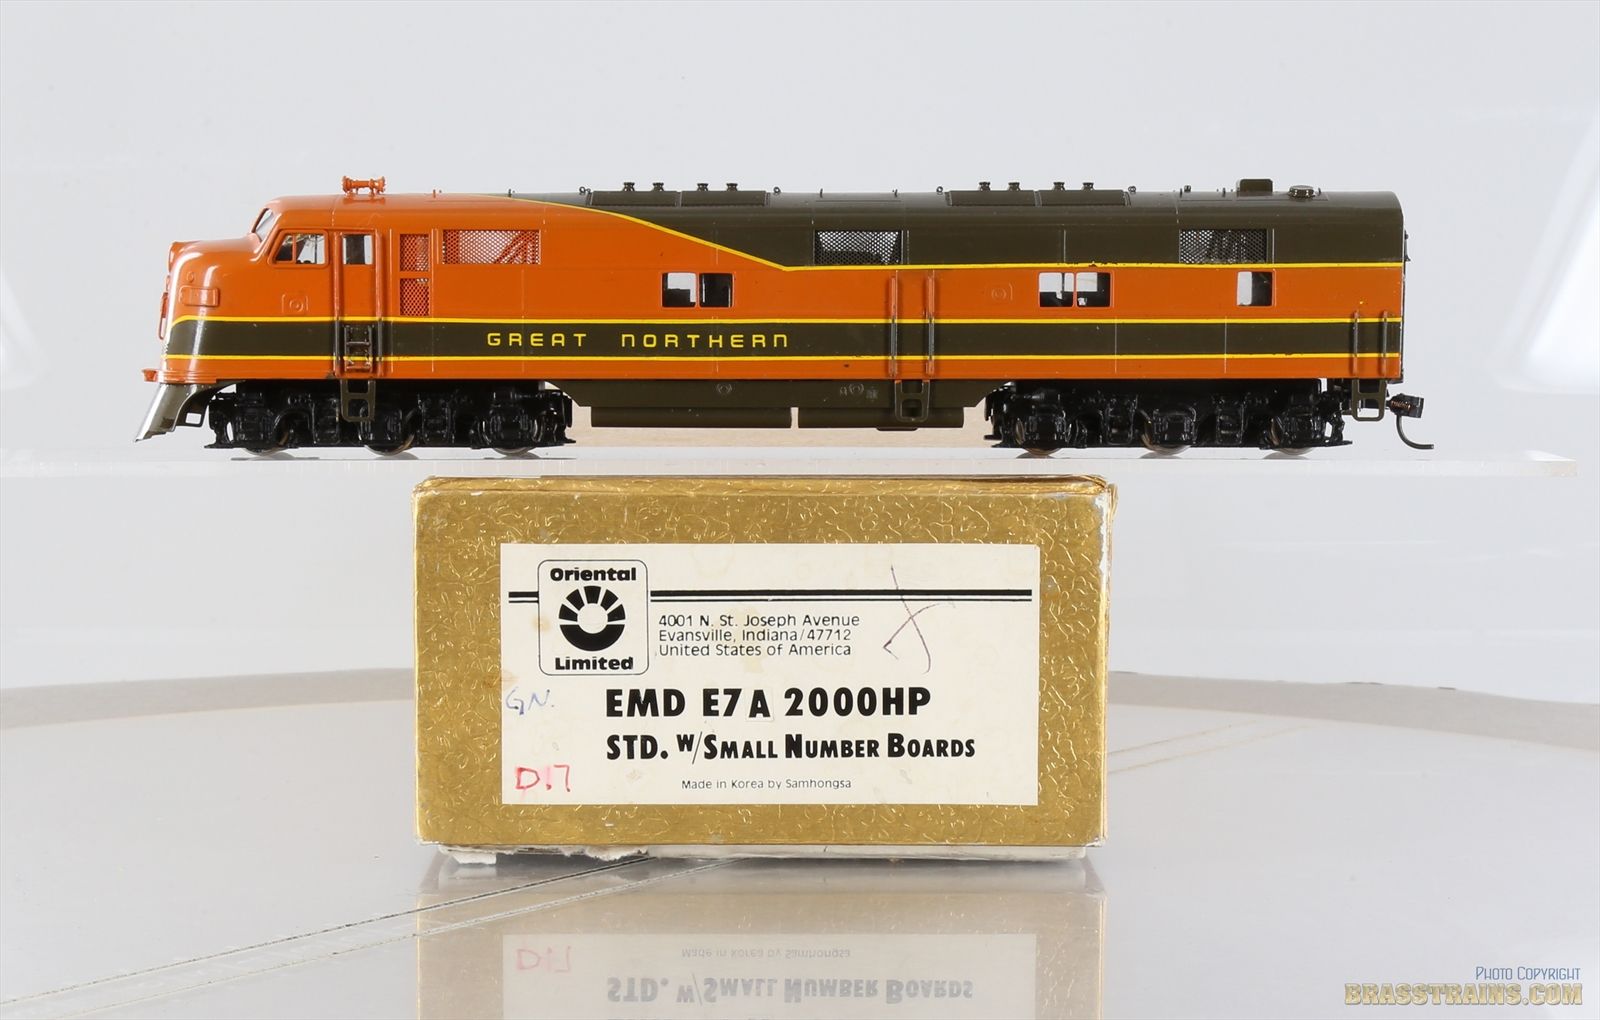 GREAT NORTHERN
Oriental
Limited
4001 N. St. Joseph Avenue
Evansville, Indiana/47712
United States of America
GN.
EMD E7A 2000HP
STD. W/SMALL NUMBER BOARDS
D17
Made in Korea by Samhongsa
PHOTO COPYRIGHT
BRASSTRAINS.COM